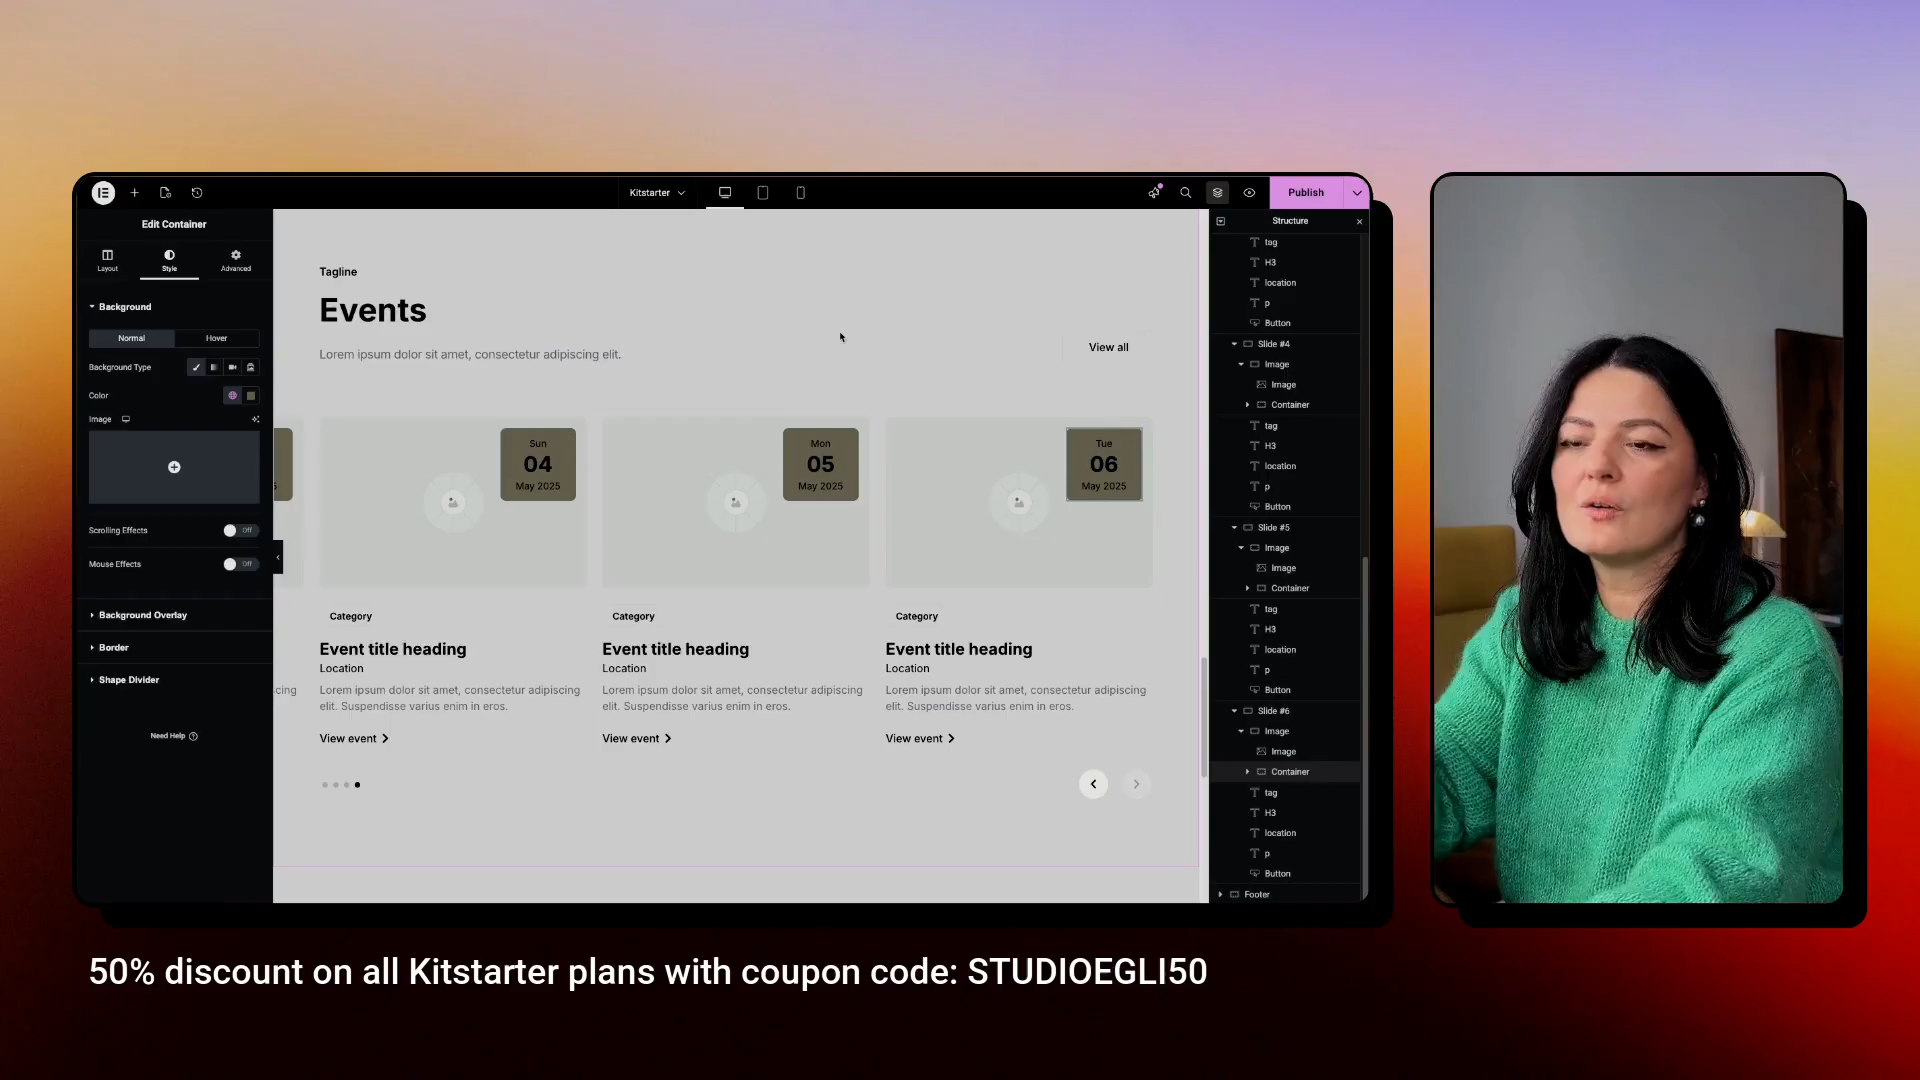 Kitstarter
Publish
Edit Container
Layout
Style
Advanced
Background
Normal
Hover
Background Type
Color
Image
Scrolling Effects
Off
Mouse Effects
Off
Background Overlay
Border
Shape Divider
Need Help
Tagline
Events
Lorem ipsum dolor sit amet, consectetur adipiscing elit.
View all
Sun
04
May 2025
Mon
05
May 2025
Tue
06
May 2025
5
cing
Category
Event title heading
Location
Lorem ipsum dolor sit amet, consectetur adipiscing
elit. Suspendisse varius enim in eros.
View event
Category
Event title heading
Location
Lorem ipsum dolor sit amet, consectetur adipiscing
elit. Suspendisse varius enim in eros.
View event
Category
Event title heading
Location
Lorem ipsum dolor sit amet, consectetur adipiscing
elit. Suspendisse varius enim in eros.
View event
Structure
tag
H3
location
p
Button
Slide #4
Image
Image
Container
tag
H3
location
p
Button
Slide #5
Image
Image
Container
tag
H3
location
p
Button
Slide #6
Image
Image
Container
tag
H3
location
p
Button
Footer
50% discount on all Kitstarter plans with coupon code: STUDIOEGLI50